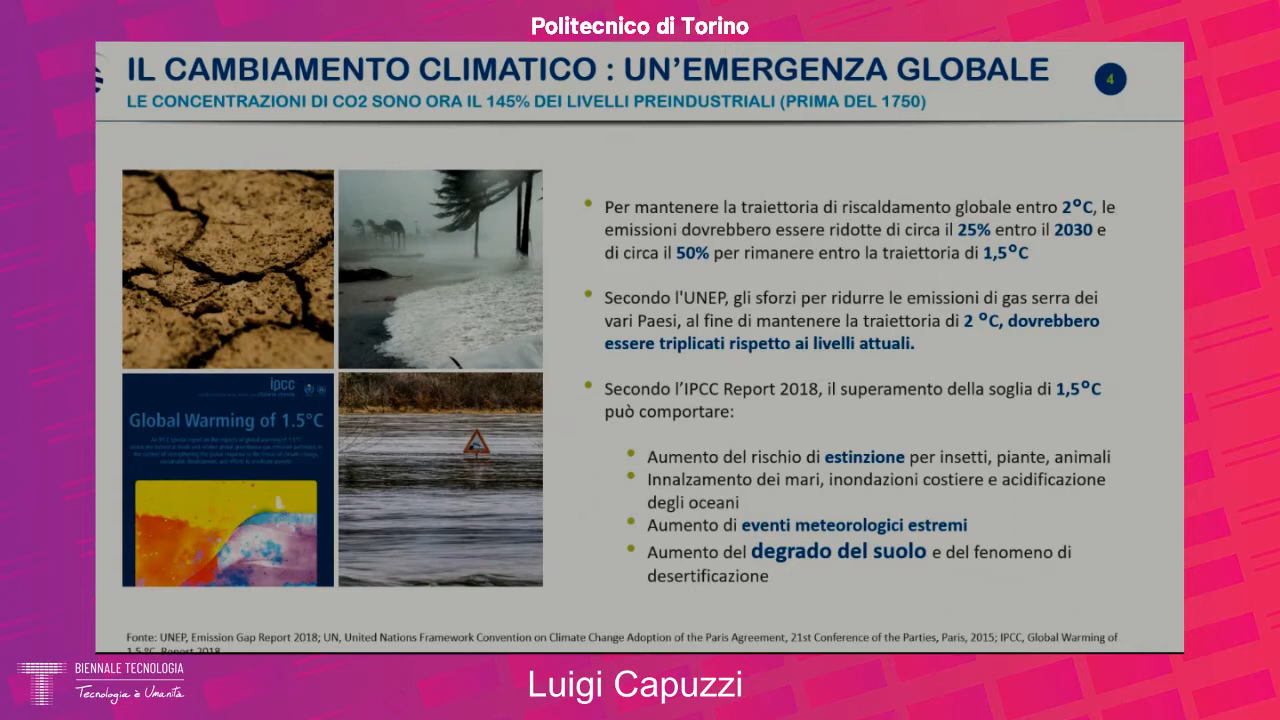 Politecnico di Torino
IL CAMBIAMENTO CLIMATICO : UN'EMERGENZA GLOBALE
4
LE CONCENTRAZIONI DI CO2 SONO ORA IL 145% DEI LIVELLI PREINDUSTRIALI (PRIMA DEL 1750)
• Per mantenere la traiettoria di riscaldamento globale entro 2°C, le
emissioni dovrebbero essere ridotte di circa il 25% entro il 2030 e
di circa il 50% per rimanere entro la traiettoria di 1,5°C
• Secondo l'UNEP, gli sforzi per ridurre le emissioni di gas serra dei
vari Paesi, al fine di mantenere la traiettoria di 2 °C, dovrebbero
essere triplicati rispetto ai livelli attuali.
• Secondo l’IPCC Report 2018, il superamento della soglia di 1,5°C
può comportare:
• Aumento del rischio di estinzione per insetti, piante, animali
• Innalzamento dei mari, inondazioni costiere e acidificazione
degli oceani
• Aumento di eventi meteorologici estremi
• Aumento del degrado del suolo e del fenomeno di
desertificazione
ipcc
Global Warming of 1.5°C
Fonte: UNEP, Emission Gap Report 2018; UN, United Nations Framework Convention on Climate Change Adoption of the Paris Agreement, 21st Conference of the Parties, Paris, 2015; IPCC, Global Warming of
1.5 °C, Report 2018
BIENNALE TECNOLOGIA
Tecnologia è Umanità
Luigi Capuzzi